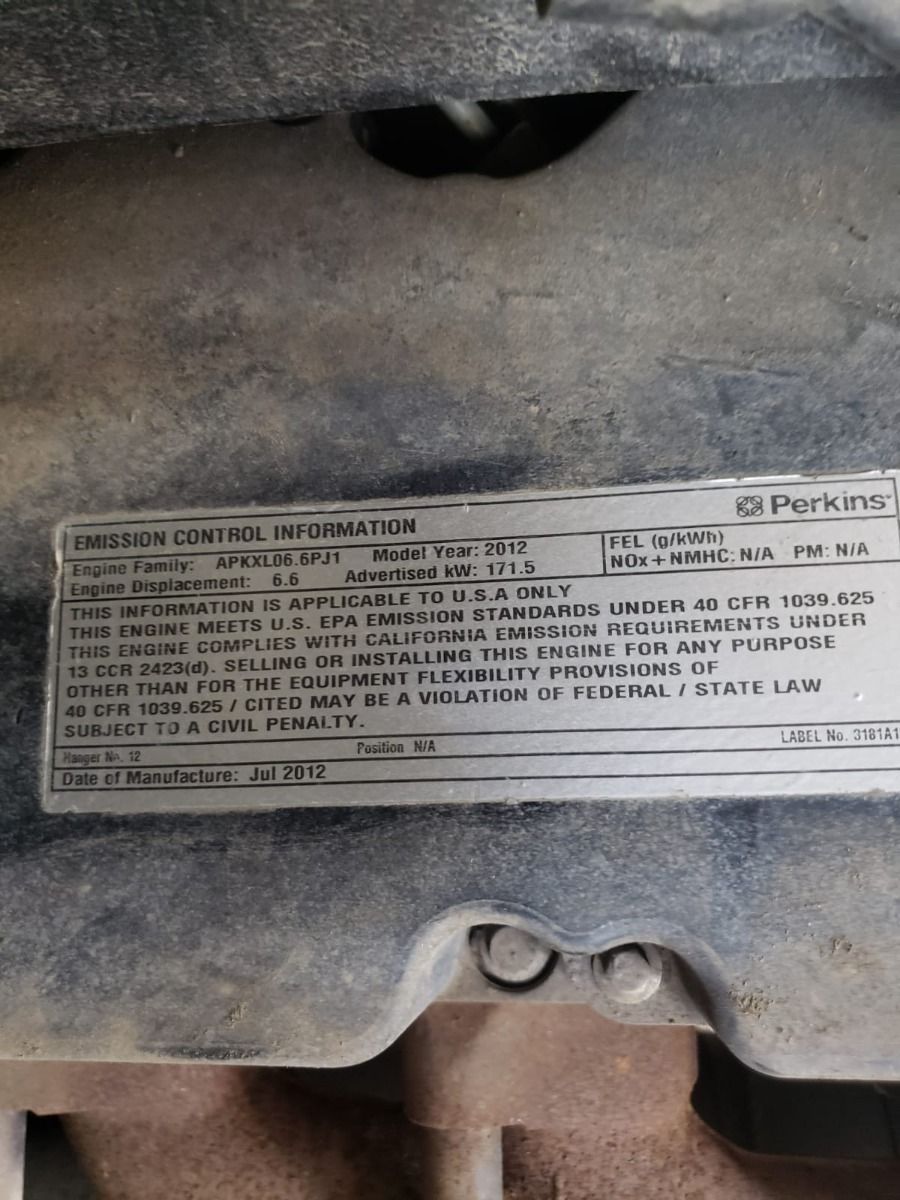 Perkins
EMISSION CONTROL INFORMATION
Engine Family: APKXL06.6PJ1 Model Year: 2012
Engine Displacement: 6.6 Advertised kW: 171.5
FEL (g/kWh)
NOx+NMHC: N/A PM: N/A
THIS INFORMATION IS APPLICABLE TO U.S.A ONLY
THIS ENGINE MEETS U.S. EPA EMISSION STANDARDS UNDER 40 CFR 1039.625
THIS ENGINE COMPLIES WITH CALIFORNIA EMISSION REQUIREMENTS UNDER
13 CCR 2423(d). SELLING OR INSTALLING THIS ENGINE FOR ANY PURPOSE
OTHER THAN FOR THE EQUIPMENT FLEXIBILITY PROVISIONS OF
40 CFR 1039.625 / CITED MAY BE A VIOLATION OF FEDERAL / STATE LAW
SUBJECT TO A CIVIL PENALTY.
Hanger No. 12 Position N/A LABEL No. 3181A1
Date of Manufacture: Jul 2012